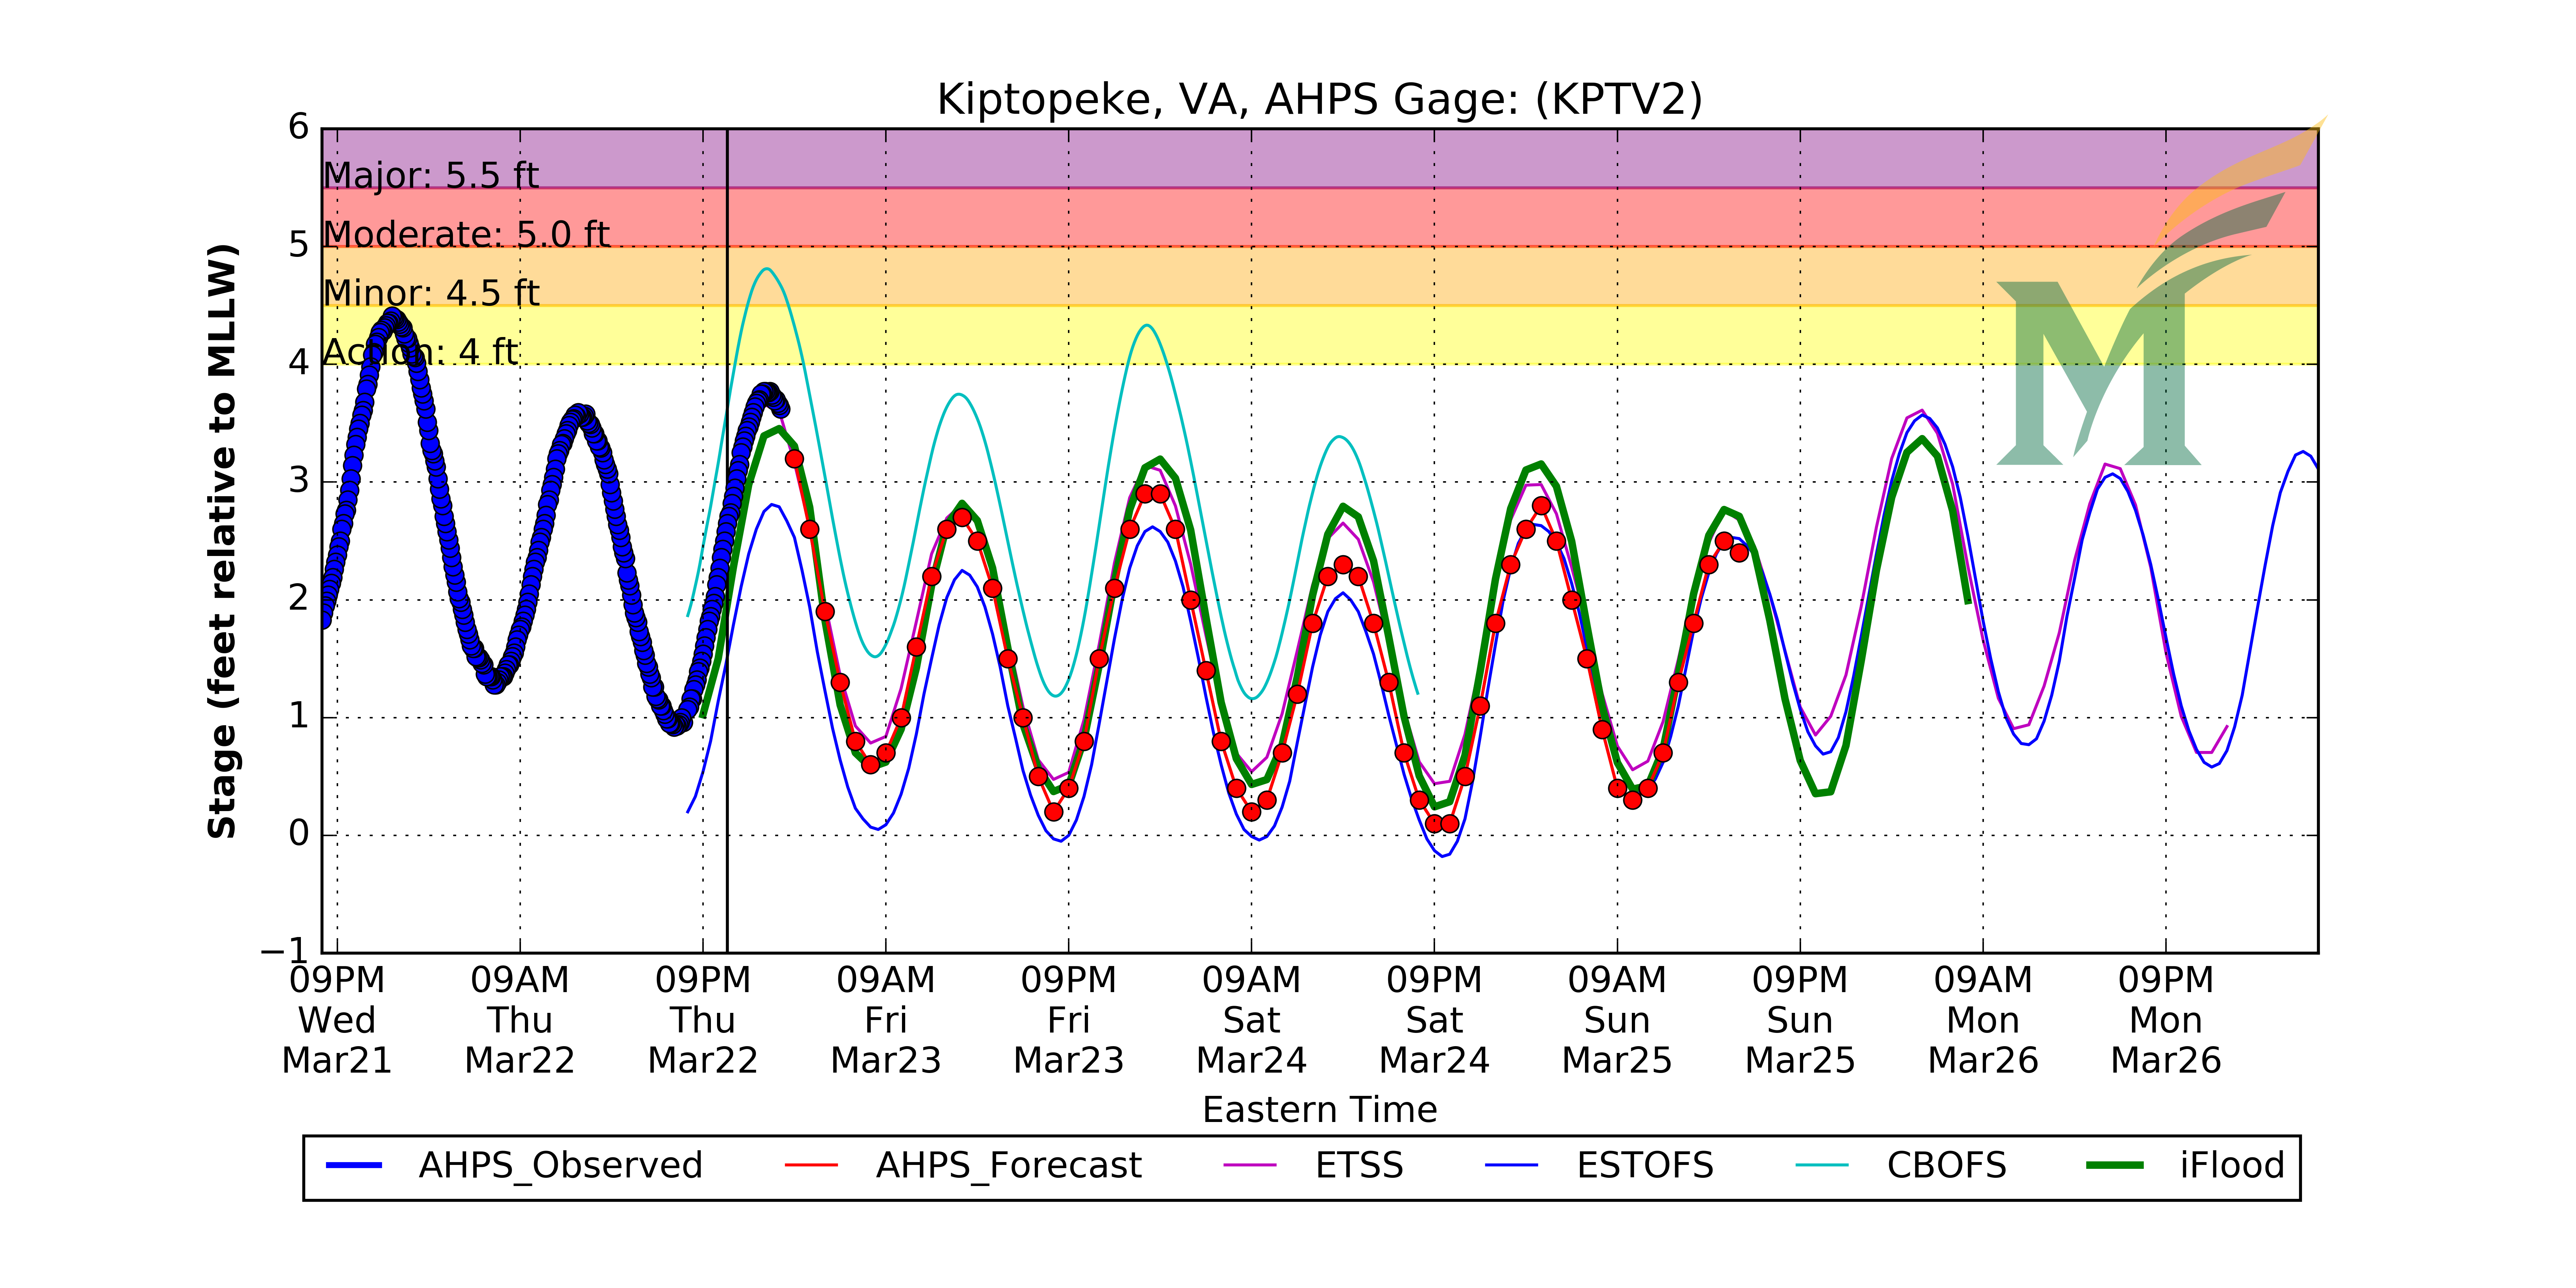 Kiptopeke, VA, AHPS Gage: (KPTV2)
6
Major: 5.5 ft
Moderate: 5.0 ft
5
Minor: 4.5 ft
Action: 4 ft
4
3
2
1
0
−1
Stage (feet relative to MLLW)
09PM 09AM 09PM 09AM 09PM 09AM 09PM 09AM 09PM 09AM 09PM
Wed Thu Thu Fri Fri Sat Sat Sun Sun Mon Mon
Mar21 Mar22 Mar22 Mar23 Mar23 Mar24 Mar24 Mar25 Mar25 Mar26 Mar26
Eastern Time
AHPS_Observed AHPS_Forecast ETSS ESTOFS CBOFS iFlood
M